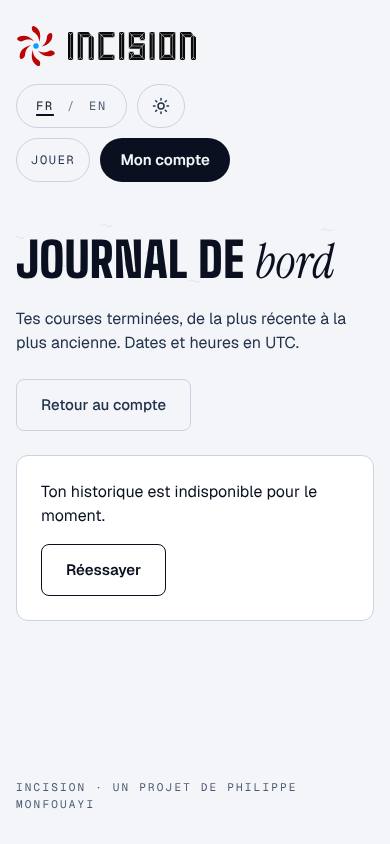 INCISION
FR / EN
JOUER
Mon compte
JOURNAL DE bord
Tes courses terminées, de la plus récente à la
plus ancienne. Dates et heures en UTC.
Retour au compte
Ton historique est indisponible pour le
moment.
Réessayer
INCISION · UN PROJET DE PHILIPPE
MONFOUAYI